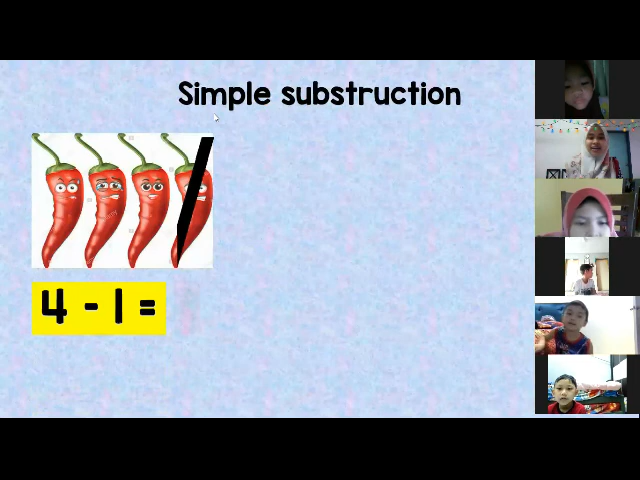 Simple substruction
4 - 1 =